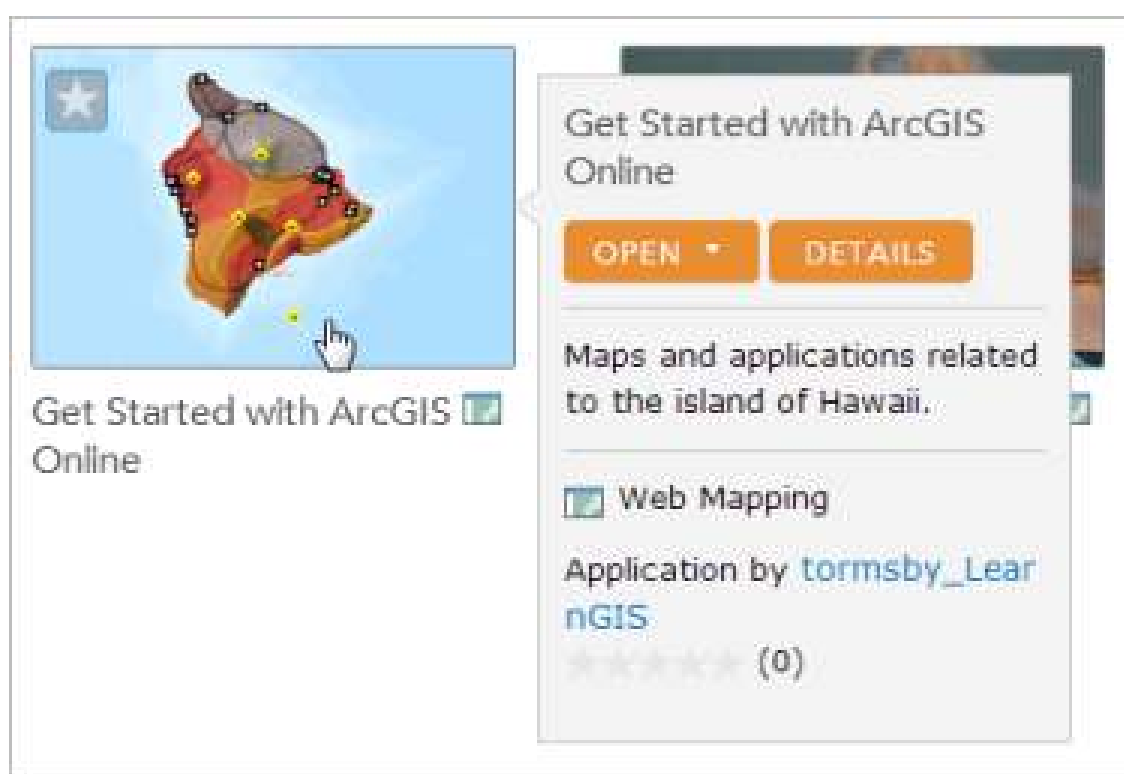 Get Started with ArcGIS
Online
Get Started with ArcGIS
Online
OPEN
DETAILS
Maps and applications related
to the island of Hawaii.
Web Mapping
Application by tormsby_Lear
nGIS
(0)